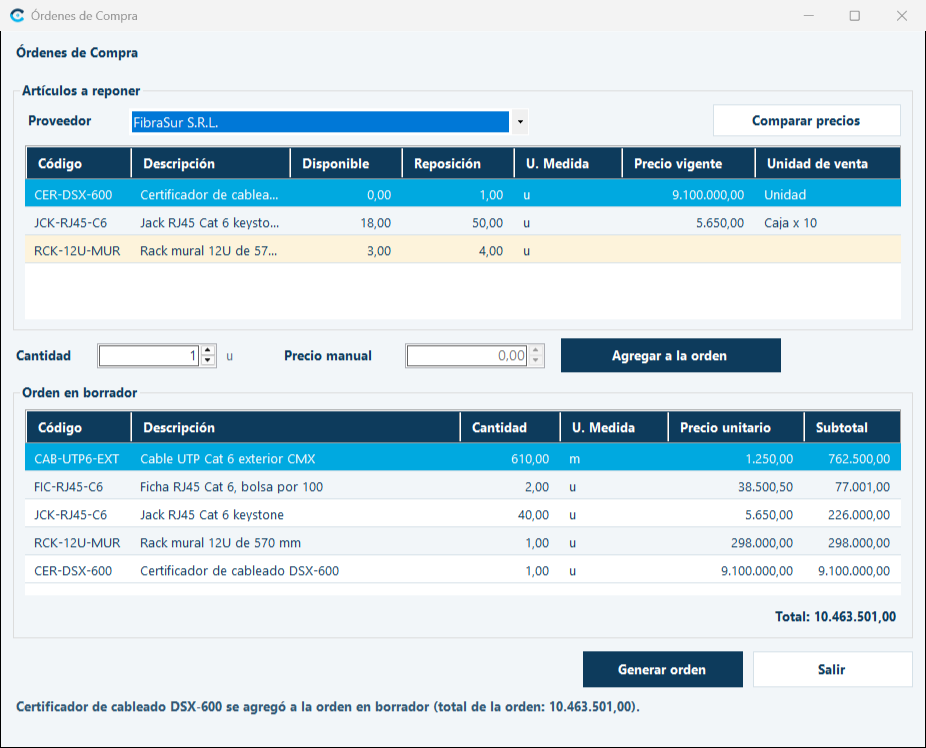 Órdenes de Compra
Órdenes de Compra
Artículos a reponer
Proveedor FibraSur S.R.L. Comparar precios
Código Descripción Disponible Reposición U. Medida Precio vigente Unidad de venta
CER-DSX-600 Certificador de cablea... 0,00 1,00 u 9.100.000,00 Unidad
JCK-RJ45-C6 Jack RJ45 Cat 6 keysto... 18,00 50,00 u 5.650,00 Caja x 10
RCK-12U-MUR Rack mural 12U de 57... 3,00 4,00 u
Cantidad 1 u Precio manual 0,00 Agregar a la orden
Orden en borrador
Código Descripción Cantidad U. Medida Precio unitario Subtotal
CAB-UTP6-EXT Cable UTP Cat 6 exterior CMX 610,00 m 1.250,00 762.500,00
FIC-RJ45-C6 Ficha RJ45 Cat 6, bolsa por 100 2,00 u 38.500,50 77.001,00
JCK-RJ45-C6 Jack RJ45 Cat 6 keystone 40,00 u 5.650,00 226.000,00
RCK-12U-MUR Rack mural 12U de 570 mm 1,00 u 298.000,00 298.000,00
CER-DSX-600 Certificador de cableado DSX-600 1,00 u 9.100.000,00 9.100.000,00
Total: 10.463.501,00
Generar orden Salir
Certificador de cableado DSX-600 se agregó a la orden en borrador (total de la orden: 10.463.501,00).